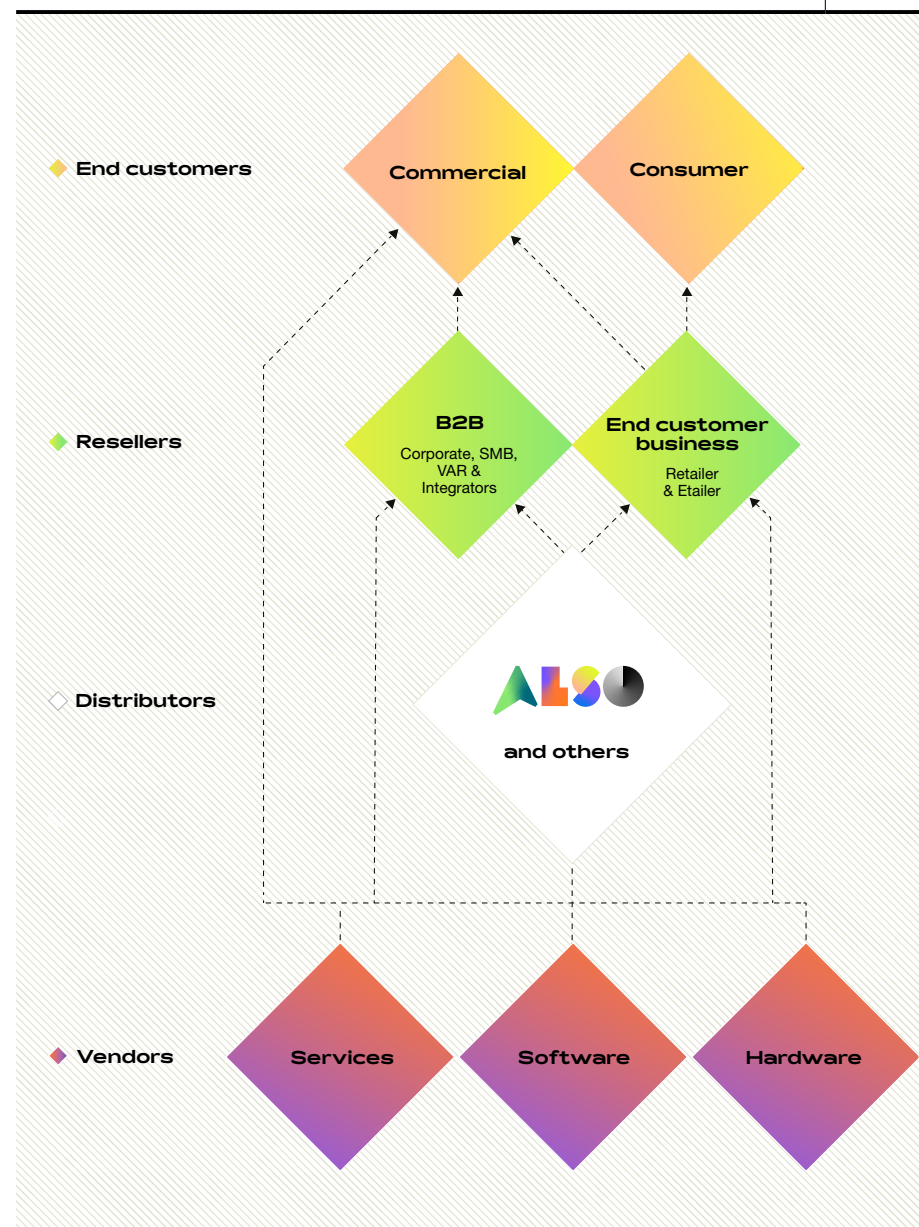 End customers
Commercial
Consumer
Resellers
B2B
Corporate, SMB,
VAR &
Integrators
End customer
business
Retailer
& Etailer
Distributors
ALSO
and others
Vendors
Services
Software
Hardware